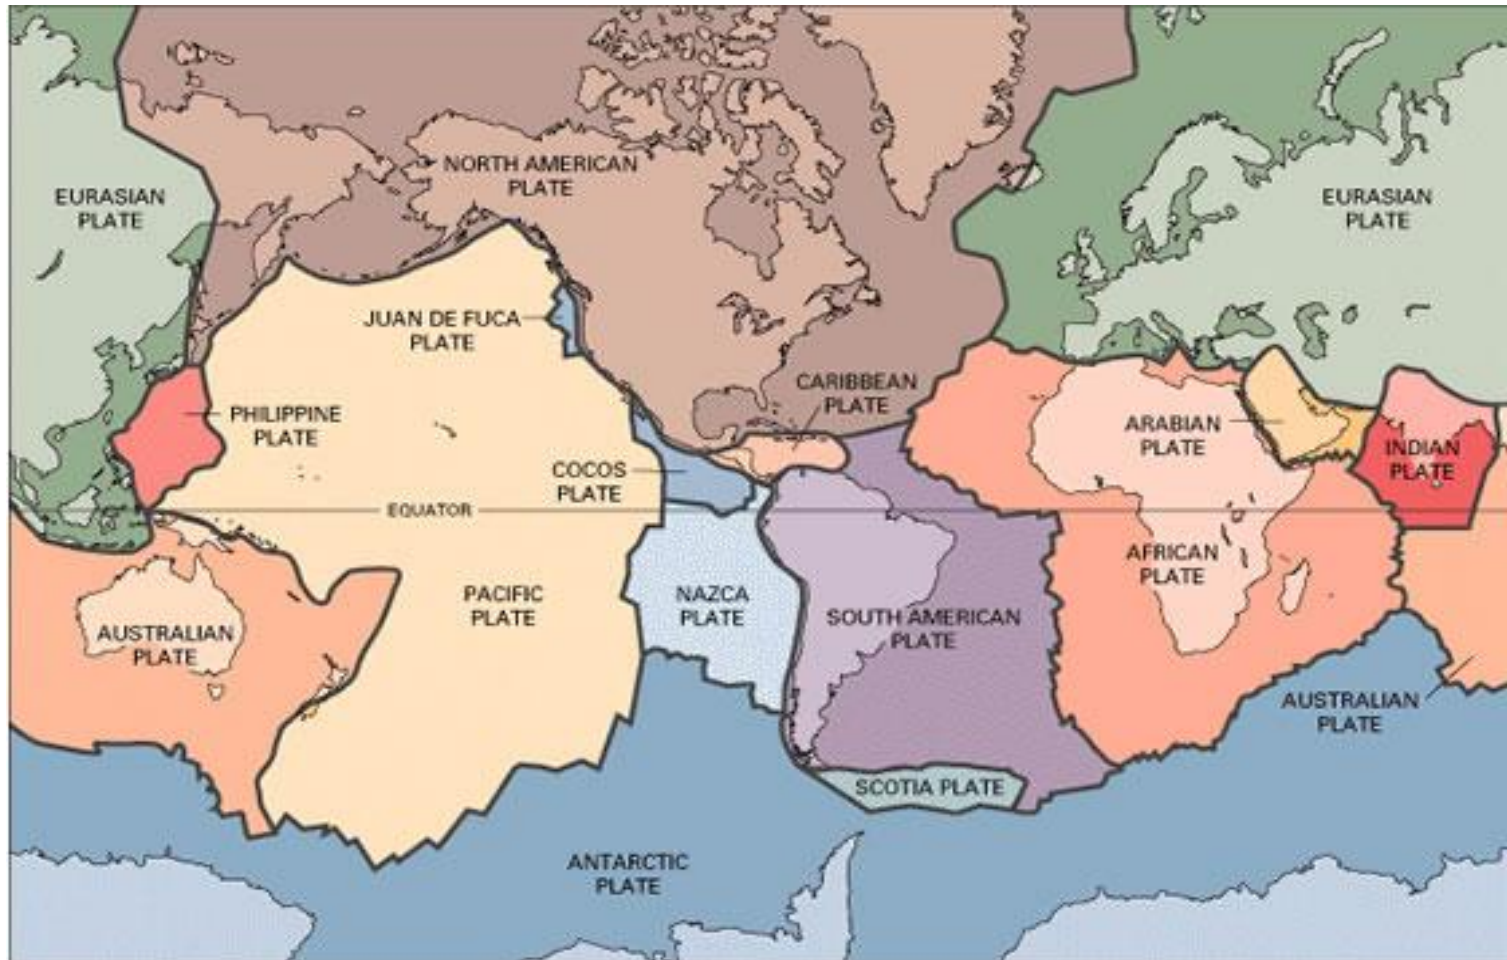 NORTH AMERICAN
PLATE
EURASIAN
PLATE
EURASIAN
PLATE
JUAN DE FUCA
PLATE
CARIBBEAN
PLATE
PHILIPPINE
PLATE
ARABIAN
PLATE
INDIAN
PLATE
COCOS
PLATE
EQUATOR
AFRICAN
PLATE
PACIFIC
PLATE
NAZCA
PLATE
SOUTH AMERICAN
PLATE
AUSTRALIAN
PLATE
AUSTRALIAN
PLATE
SCOTIA PLATE
ANTARCTIC
PLATE